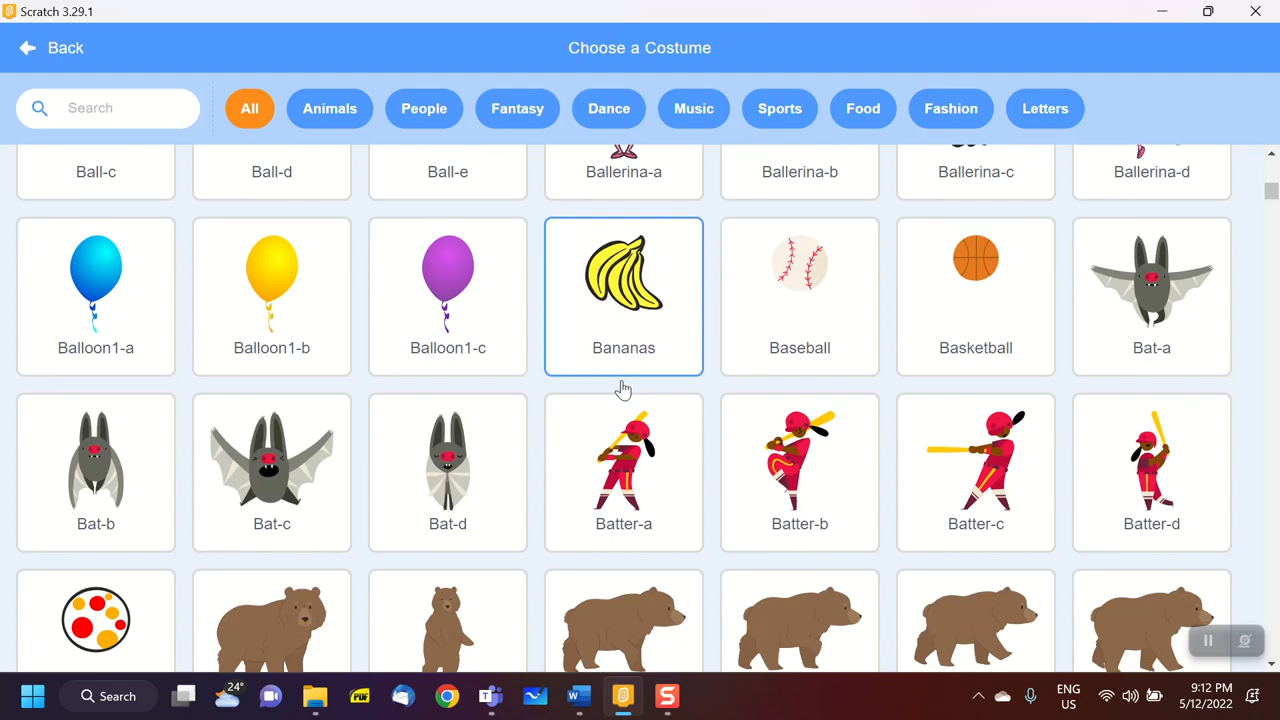 Scratch 3.29.1
Back
Choose a Costume
Search
All Animals People Fantasy Dance Music Sports Food Fashion Letters
Ball-c Ball-d Ball-e Ballerina-a Ballerina-b Ballerina-c Ballerina-d
Balloon1-a Balloon1-b Balloon1-c Bananas Baseball Basketball Bat-a
Bat-b Bat-c Bat-d Batter-a Batter-b Batter-c Batter-d
Search
24°
PDF
ENG
US
9:12 PM
5/12/2022